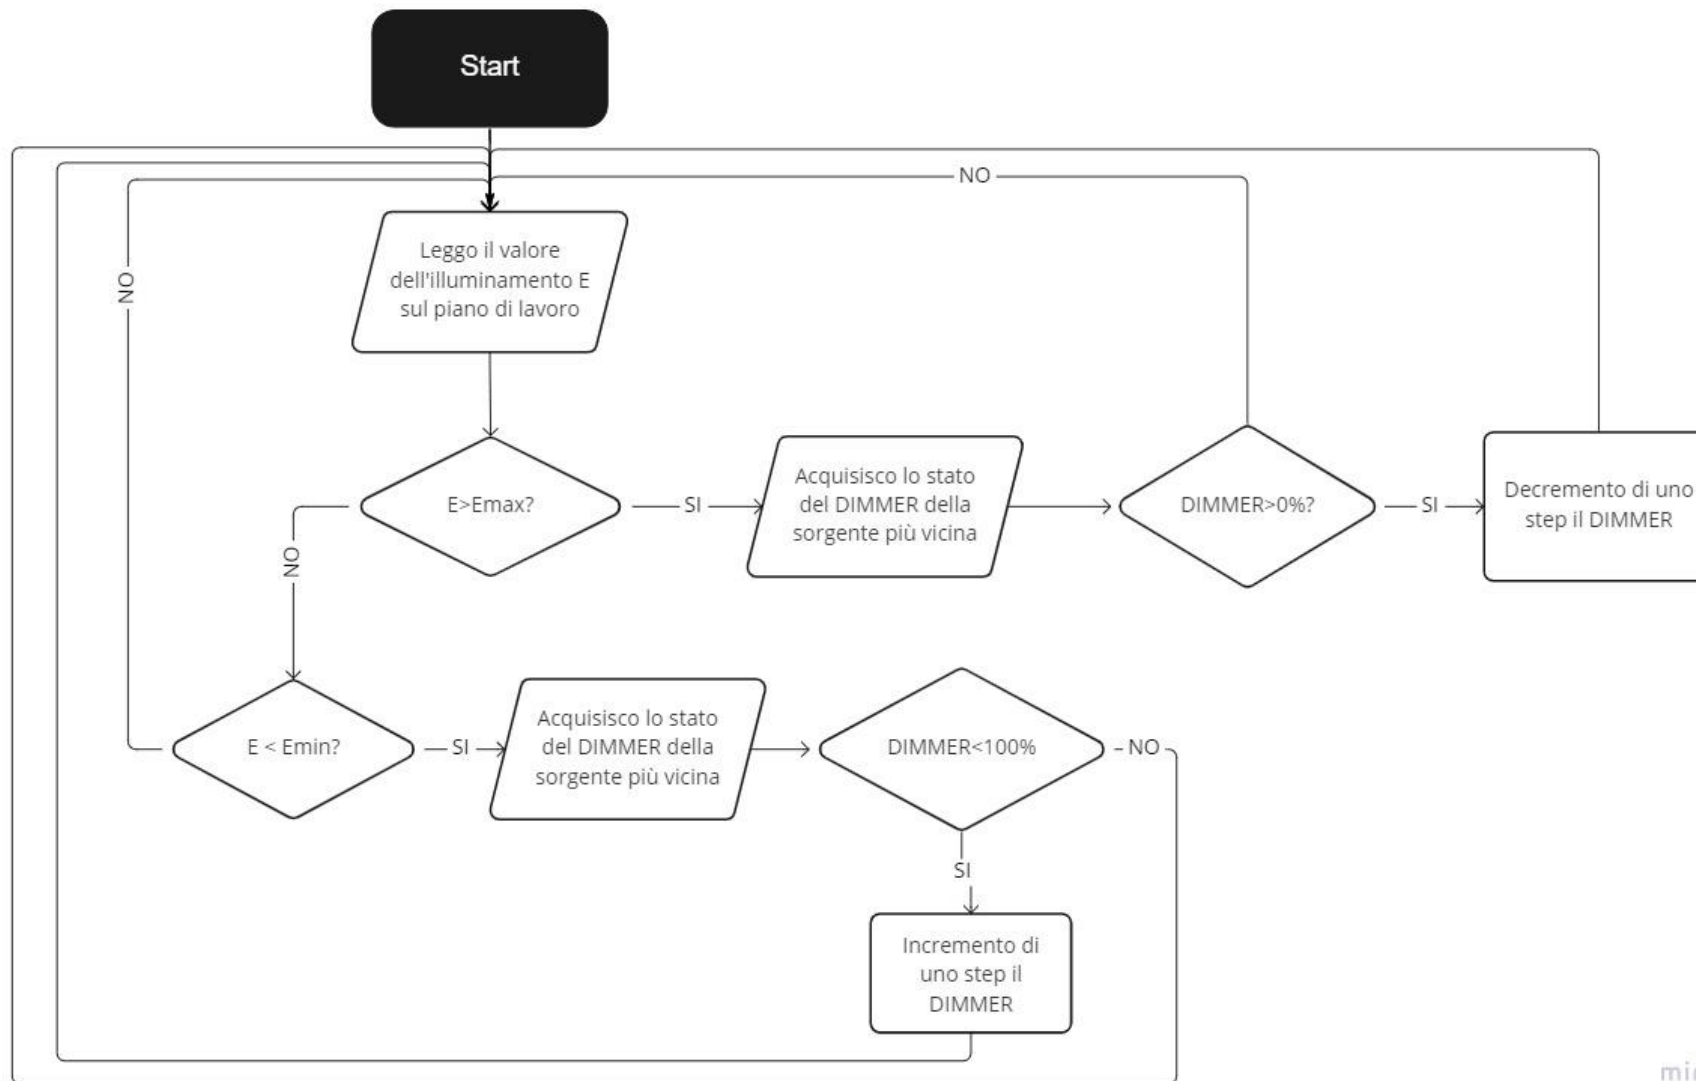 Start
NO
Leggo il valore
dell'illuminamento E
sul piano di lavoro
NO
E>Emax?
SI
Acquisisco lo stato
del DIMMER della
sorgente più vicina
DIMMER>0%?
SI
Decremento di uno
step il DIMMER
NO
E < Emin?
SI
Acquisisco lo stato
del DIMMER della
sorgente più vicina
DIMMER<100%
NO
SI
Incremento di
uno step il
DIMMER